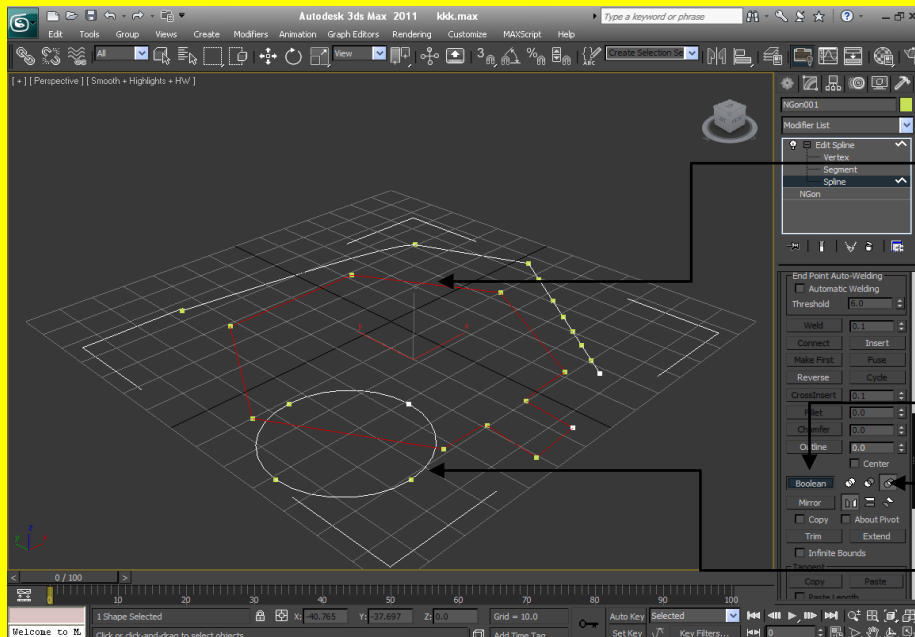 Autodesk 3ds Max 2011 kkk.max
Type a keyword or phrase
Edit Tools Group Views Create Modifiers Animation Graph Editors Rendering Customize MAXScript Help
All
View
3
Create Selection Se
[ + ] [ Perspective ] [ Smooth + Highlights + HW ]
NGon001
Modifier List
Edit Spline
Vertex
Segment
Spline
NGon
End Point Auto-Welding
Automatic Welding
Threshold 6.0
Weld 0.1
Connect Insert
Make First Fuse
Reverse Cycle
CrossInsert 0.1
Fillet 0.0
Chamfer 0.0
Outline 0.0
Center
Boolean
Mirror
Copy About Pivot
Trim Extend
Infinite Bounds
Tangent
Copy Paste
Paste Length
y x
z
< 0 / 100 >
0 10 20 30 40 50 60 70 80 90 100
1 Shape Selected X: -40.765 Y: -37.697 Z: 0.0 Grid = 10.0 Auto Key Selected
Welcome to M Click or click-and-drag to select objects Add Time Tag Set Key Key Filters... 0